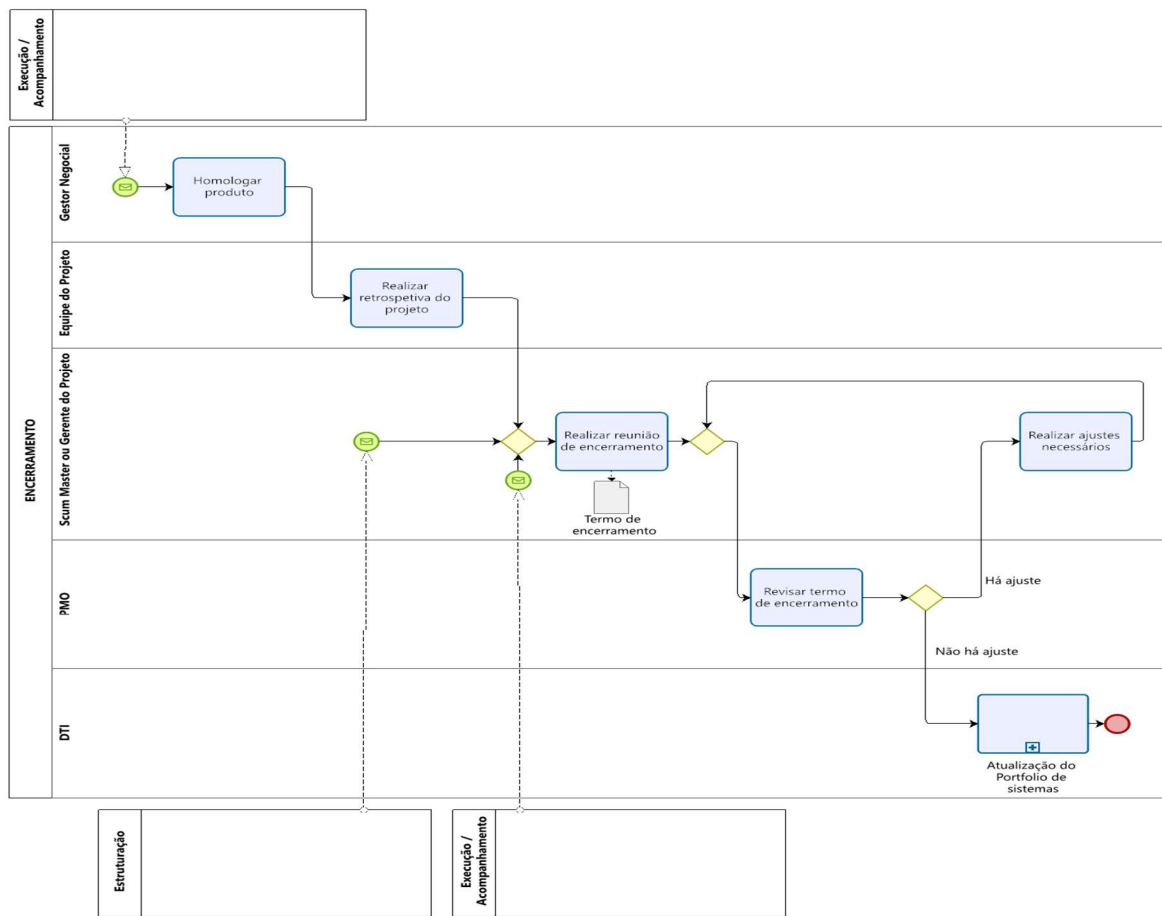 Execução /
Acompanhamento
ENCERRAMENTO
Gestor Negocial
Homologar
produto
Equipe do Projeto
Realizar
retrospetiva do
projeto
Scum Master ou Gerente do Projeto
Realizar reunião
de encerramento
Termo de
encerramento
Realizar ajustes
necessários
PMO
Revisar termo
de encerramento
Há ajuste
Não há ajuste
DTI
Atualização do
Portfolio de
sistemas
Estruturação
Execução /
Acompanhamento